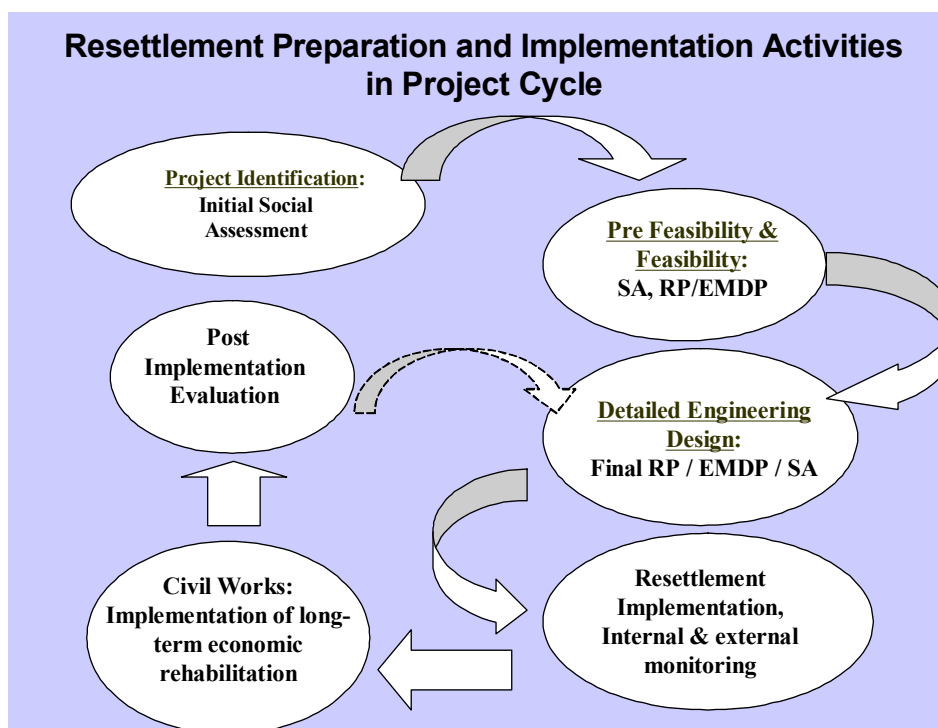 Resettlement Preparation and Implementation Activities
in Project Cycle
Project Identification:
Initial Social
Assessment
Pre Feasibility &
Feasibility:
SA, RP/EMDP
Post
Implementation
Evaluation
Detailed Engineering
Design:
Final RP / EMDP / SA
Civil Works:
Implementation of long-
term economic
rehabilitation
Resettlement
Implementation,
Internal & external
monitoring